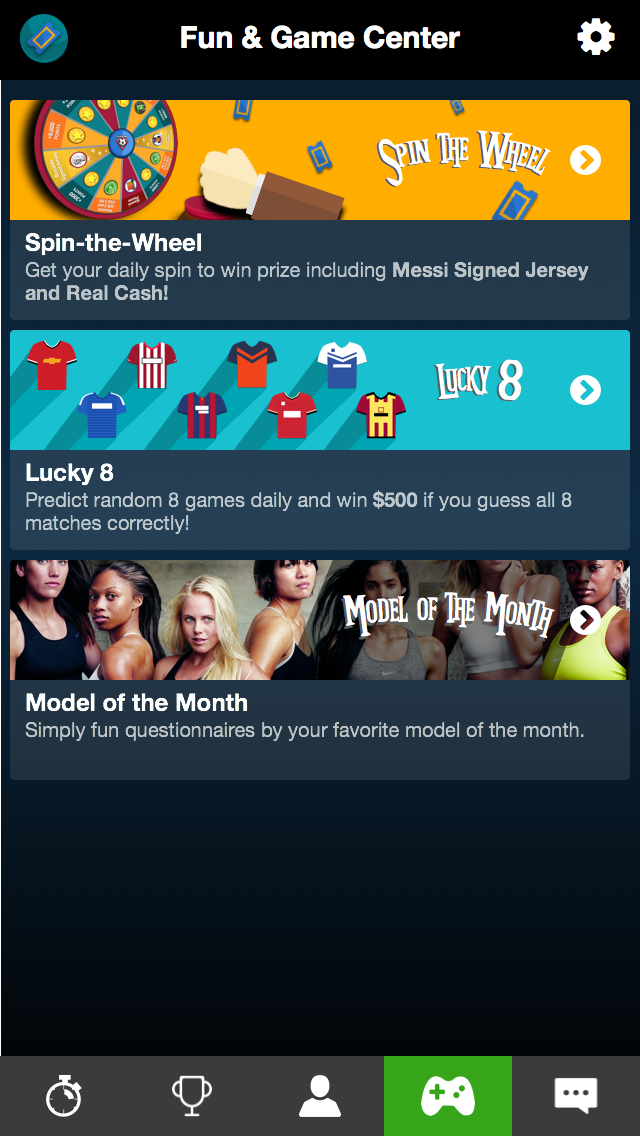 Fun & Game Center
SPIN THE WHEEL
Spin-the-Wheel
Get your daily spin to win prize including Messi Signed Jersey
and Real Cash!
LUCKY 8
Lucky 8
Predict random 8 games daily and win $500 if you guess all 8
matches correctly!
MODEL OF THE MONTH
Model of the Month
Simply fun questionnaires by your favorite model of the month.